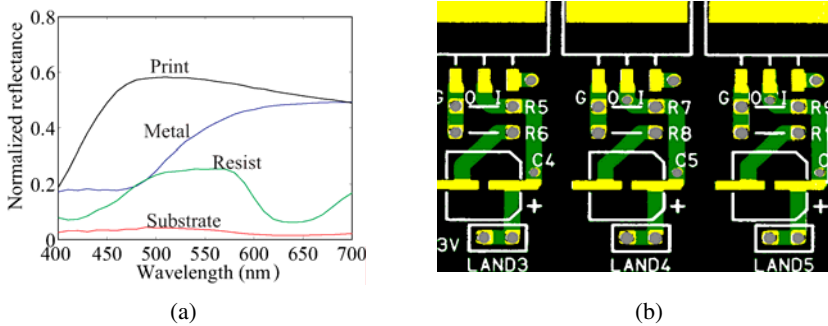 0.8
0.6
0.4
0.2
0
400 450 500 550 600 650 700
Normalized reflectance
Wavelength (nm)
Print
Metal
Resist
Substrate
(a)
G O I R5
R6
C4
+
3V
LAND3
G O I R7
R8
C5
+
LAND4
G O I
+
LAND5
(b)